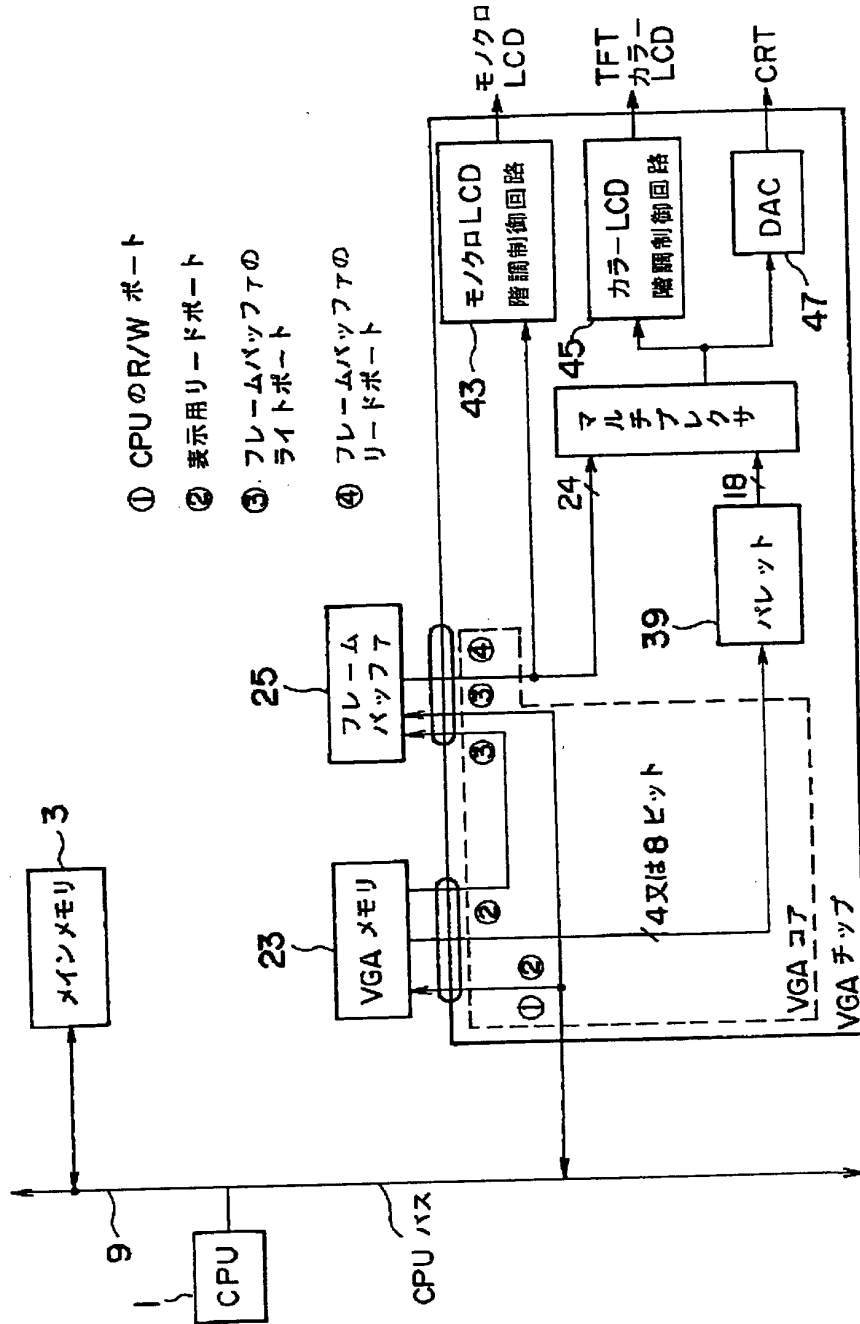 ① CPUのR/Wポート
② 表示用リードポート
③ フレームバッファの
ライトポート
④ フレームバッファの
リードポート
3
メインメモリ
9
1
CPU
CPUバス
23
VGAメモリ
25
フレーム
バッファ
①
②
②
③
③
④
4又は8ビット
39
パレット
18
24
マルチプレクサ
43
モノクロLCD
階調制御回路
モノクロ
LCD
45
カラーLCD
階調制御回路
TFT
カラー
LCD
47
DAC
CRT
VGAコア
VGAチップ